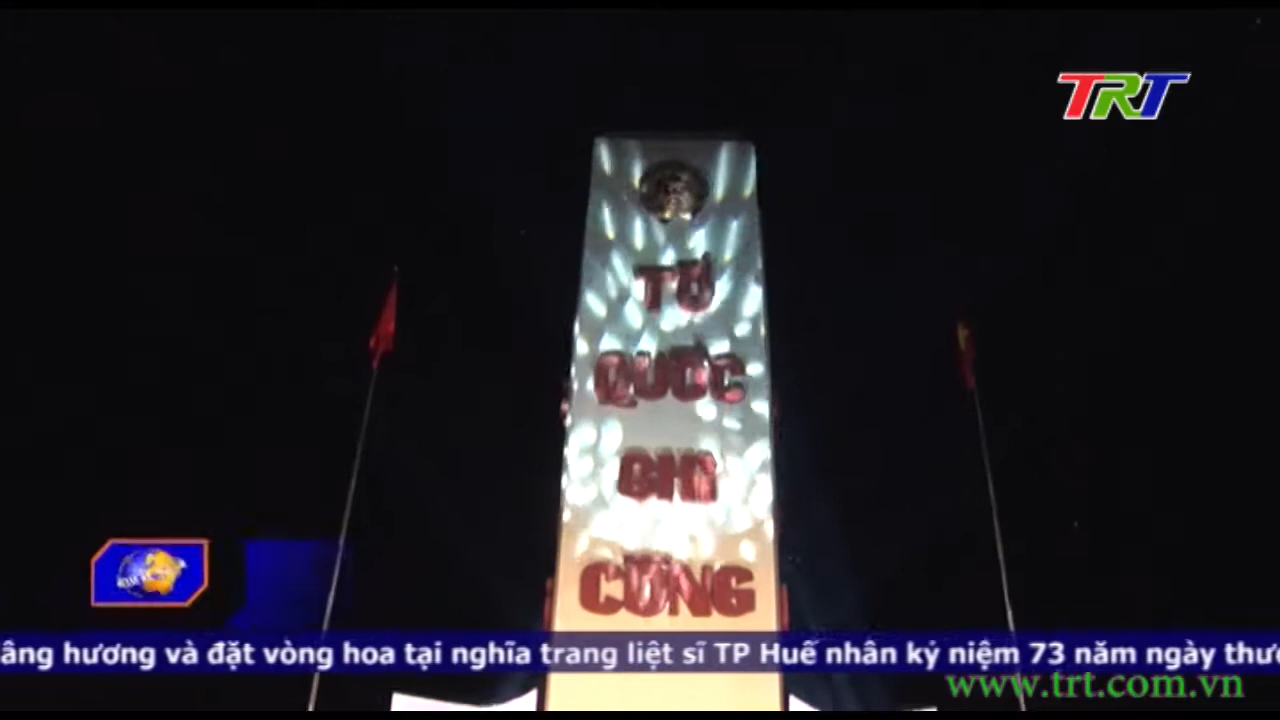 TRT
TỔ
QUỐC
GHI
CÔNG
âng hương và đặt vòng hoa tại nghĩa trang liệt sĩ TP Huế nhân kỷ niệm 73 năm ngày thươ
www.trt.com.vn